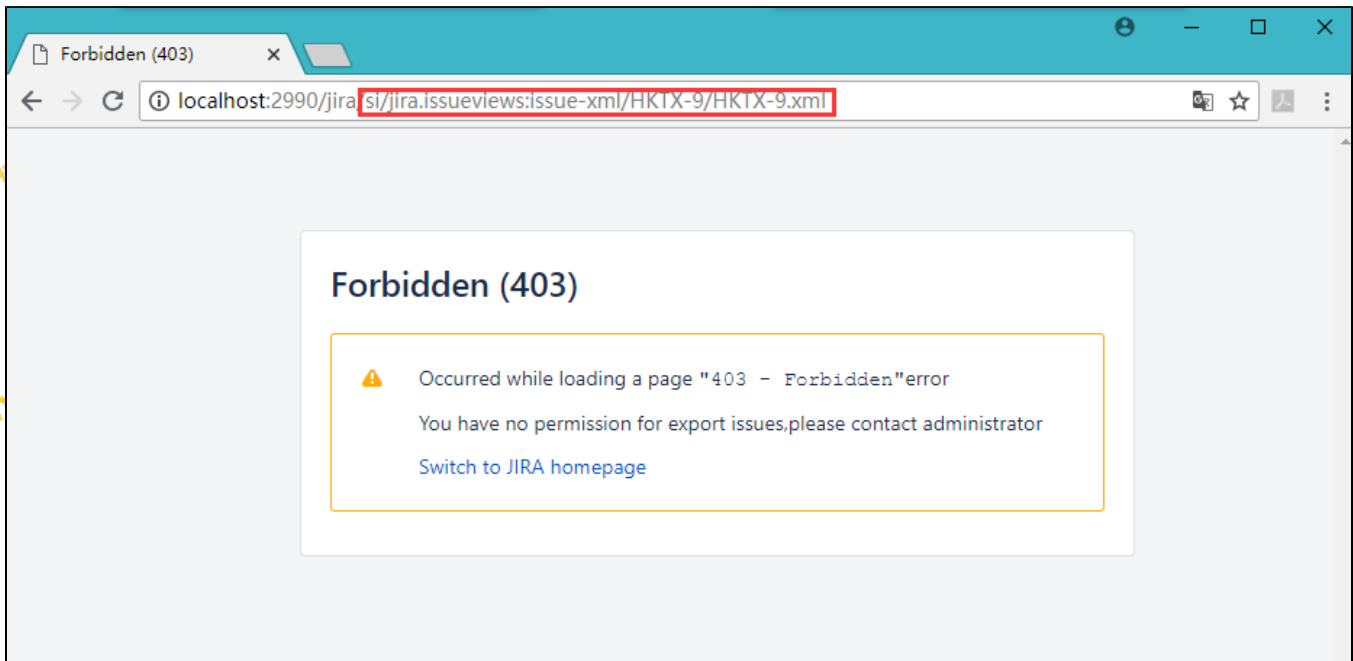 Forbidden (403)
localhost:2990/jira/si/jira.issueviews:issue-xml/HKTX-9/HKTX-9.xml
Forbidden (403)
Occurred while loading a page "403 - Forbidden"error
You have no permission for export issues,please contact administrator
Switch to JIRA homepage